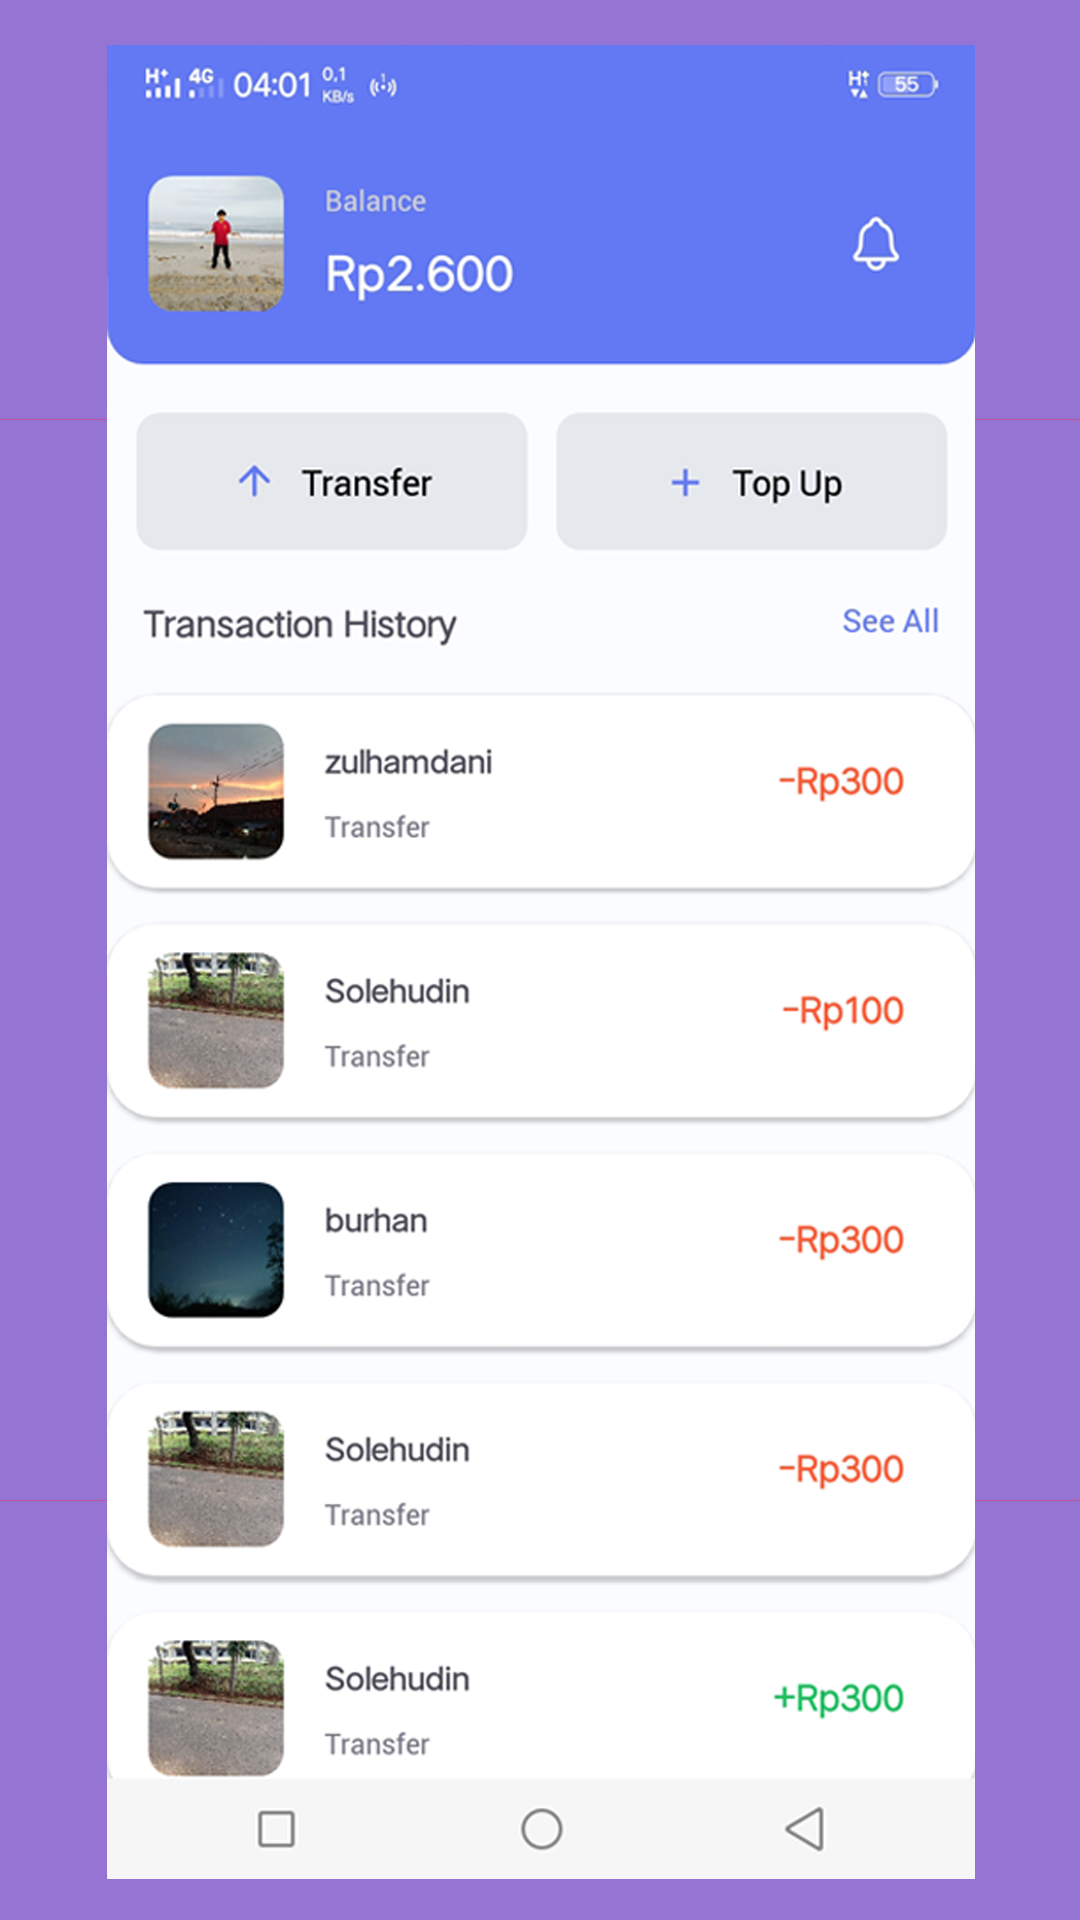 H+ 4G 04:01 0,1 KB/s H↑ 55
Balance
Rp2.600
Transfer
Top Up
Transaction History
See All
zulhamdani
-Rp300
Transfer
Solehudin
-Rp100
Transfer
burhan
-Rp300
Transfer
Solehudin
-Rp300
Transfer
Solehudin
+Rp300
Transfer